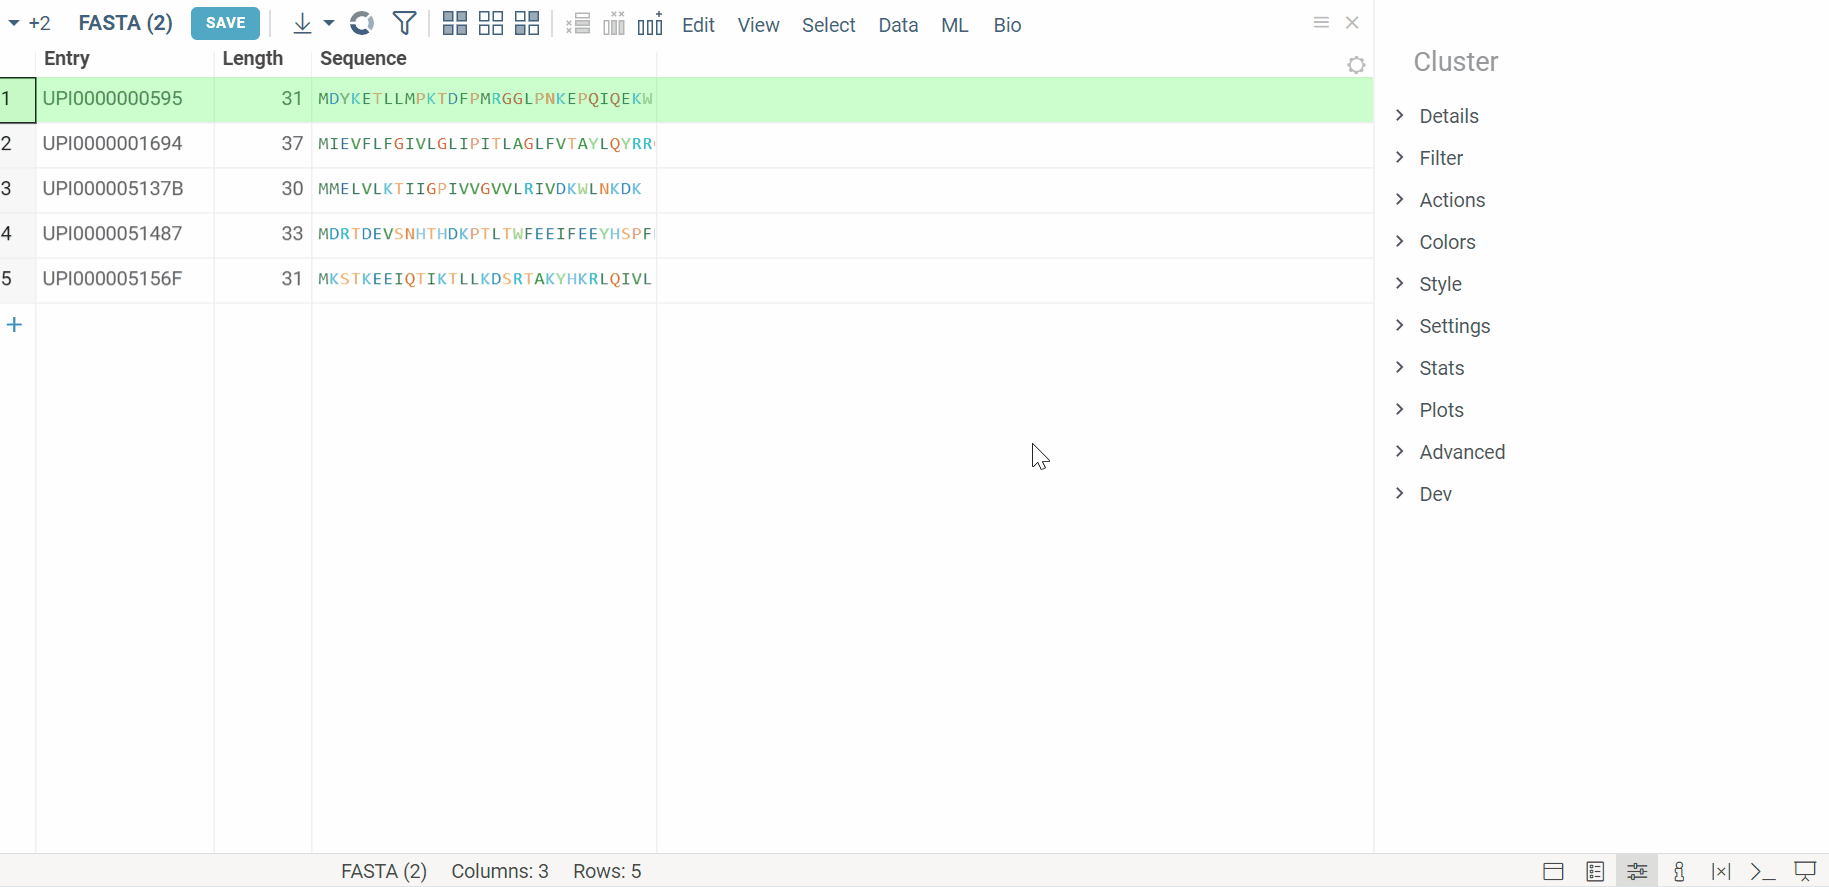 +2 FASTA (2) SAVE Edit View Select Data ML Bio
Entry Length Sequence
1 UPI0000000595 31 MDYKETLLMPKTDFPMRGGLPNKEPQIQEKW
2 UPI0000001694 37 MIEVFLFGIVLGLIPITLAGLFVTAYLQYRR
3 UPI000005137B 30 MMELVLKTIIGPIVVGVVLRIVDKWLNKDK
4 UPI0000051487 33 MDRTDEVSNHTHDKPTLTWFEEIFEEYHSPF
5 UPI000005156F 31 MKSTKEEIQTIKTLLKDSRTAKYHKRLQIVL
+
Cluster
Details
Filter
Actions
Colors
Style
Settings
Stats
Plots
Advanced
Dev
FASTA (2) Columns: 3 Rows: 5